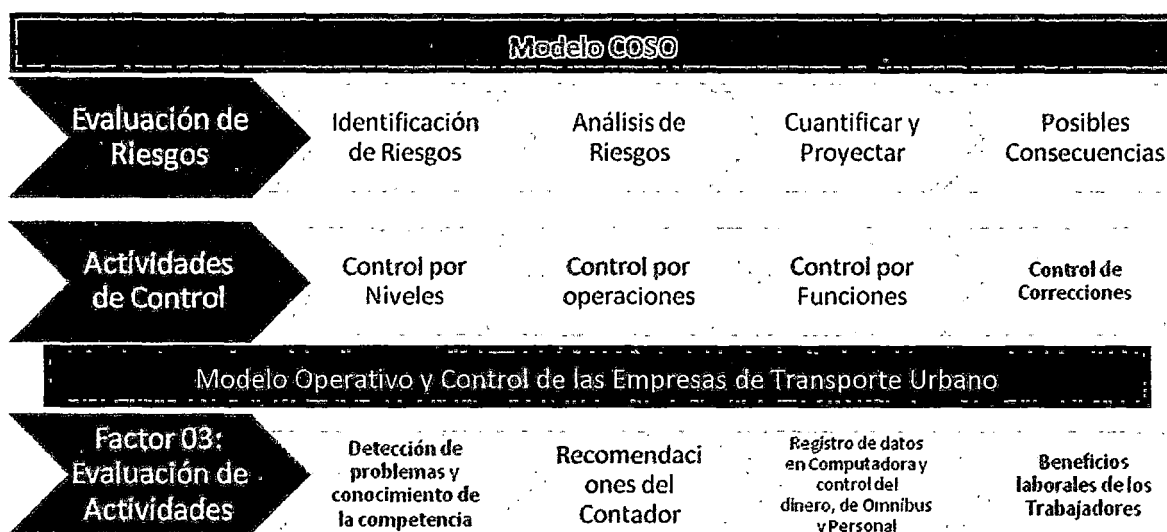 Modelo COSO
Evaluación de
Riesgos
Identificación
de Riesgos
Análisis de
Riesgos
Cuantificar y
Proyectar
Posibles
Consecuencias
Actividades
de Control
Control por
Niveles
Control por
operaciones
Control por
Funciones
Control de
Correcciones
Modelo Operativo y Control de las Empresas de Transporte Urbano
Factor 03:
Evaluación de
Actividades
Detección de
problemas y
conocimiento de
la competencia
Recomendaci
ones del
Contador
Registro de datos
en Computadora y
control del
dinero, de Omnibus
y Personal
Beneficios
laborales de los
Trabajadores